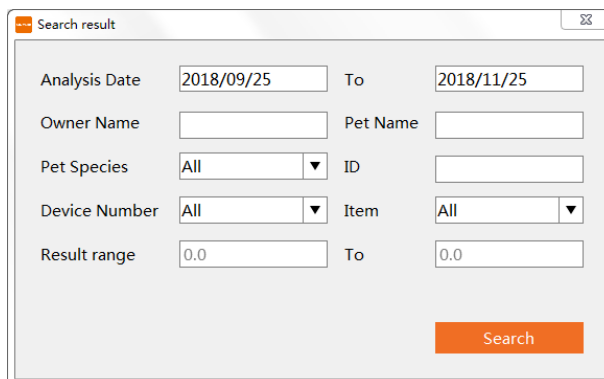 Search result
Analysis Date 2018/09/25 To 2018/11/25
Owner Name Pet Name
Pet Species All ID
Device Number All Item All
Result range 0.0 To 0.0
Search